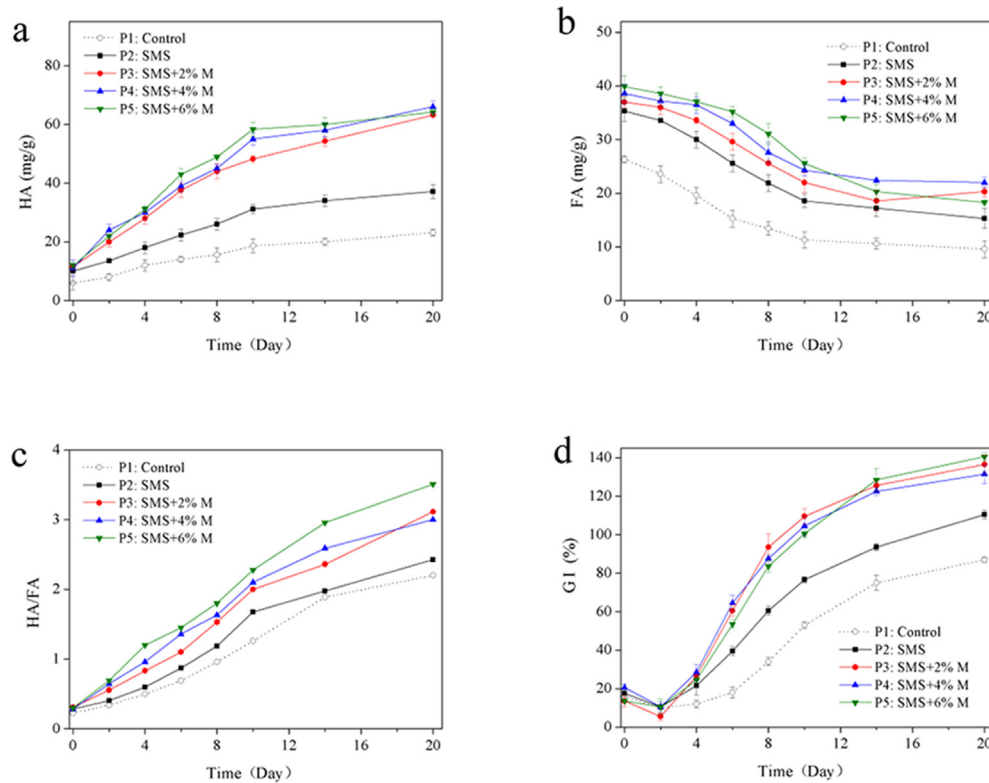 a
P1: Control
P2: SMS
P3: SMS+2% M
P4: SMS+4% M
P5: SMS+6% M
HA (mg/g)
80
60
40
20
0
0 4 8 12 16 20
Time (Day)
b
P1: Control
P2: SMS
P3: SMS+2% M
P4: SMS+4% M
P5: SMS+6% M
FA (mg/g)
50
40
30
20
10
0
0 4 8 12 16 20
Time (Day)
c
P1: Control
P2: SMS
P3: SMS+2% M
P4: SMS+4% M
P5: SMS+6% M
HA/FA
4
3
2
1
0
0 4 8 12 16 20
Time (Day)
d
GI (%)
140
120
100
80
60
40
20
0
P1: Control
P2: SMS
P3: SMS+2% M
P4: SMS+4% M
P5: SMS+6% M
0 4 8 12 16 20
Time (Day)